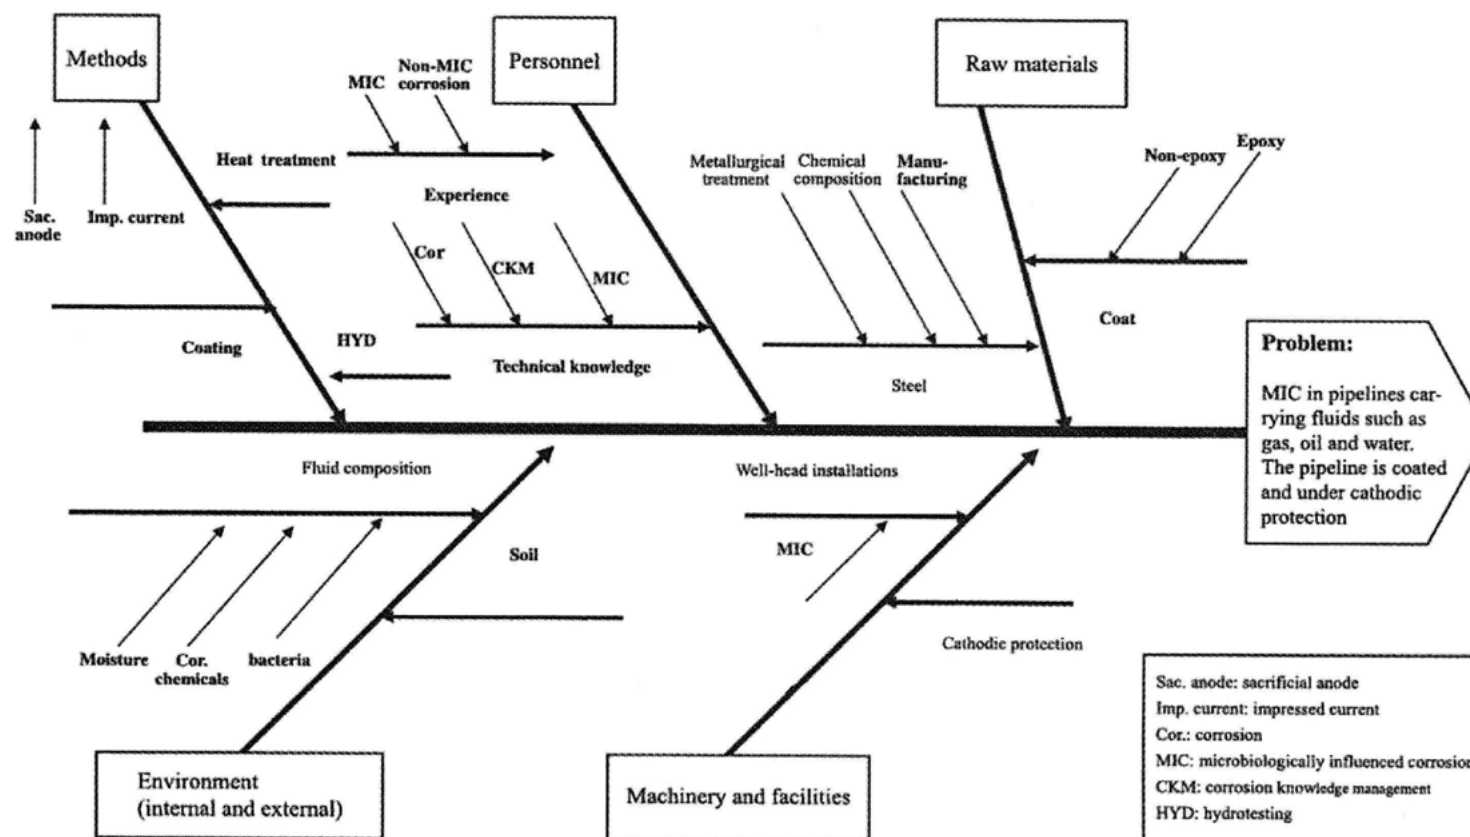 Methods
Personnel
Raw materials
MIC
Non-MIC
corrosion
Heat treatment
Experience
Sac.
anode
Imp. current
Metallurgical
treatment
Chemical
composition
Manu-
facturing
Non-epoxy
Epoxy
Cor
CKM
MIC
Coating
HYD
Technical knowledge
Steel
Coat
Problem:
MIC in pipelines car-
rying fluids such as
gas, oil and water.
The pipeline is coated
and under cathodic
protection
Fluid composition
Well-head installations
Soil
MIC
Moisture
Cor.
chemicals
bacteria
Cathodic protection
Environment
(internal and external)
Machinery and facilities
Sac. anode: sacrificial anode
Imp. current: impressed current
Cor.: corrosion
MIC: microbiologically influenced corrosion
CKM: corrosion knowledge management
HYD: hydrotesting